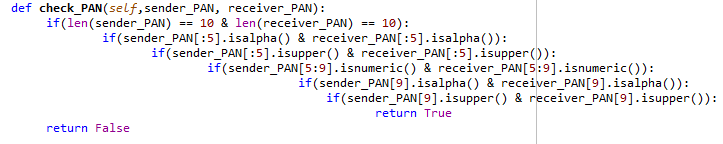 def check_PAN(self,sender_PAN, receiver_PAN):
if(len(sender_PAN) == 10 & len(receiver_PAN) == 10):
if(sender_PAN[:5].isalpha() & receiver_PAN[:5].isalpha()):
if(sender_PAN[:5].isupper() & receiver_PAN[:5].isupper()):
if(sender_PAN[5:9].isnumeric() & receiver_PAN[5:9].isnumeric()):
if(sender_PAN[9].isalpha() & receiver_PAN[9].isalpha()):
if(sender_PAN[9].isupper() & receiver_PAN[9].isupper()):
return True
return False